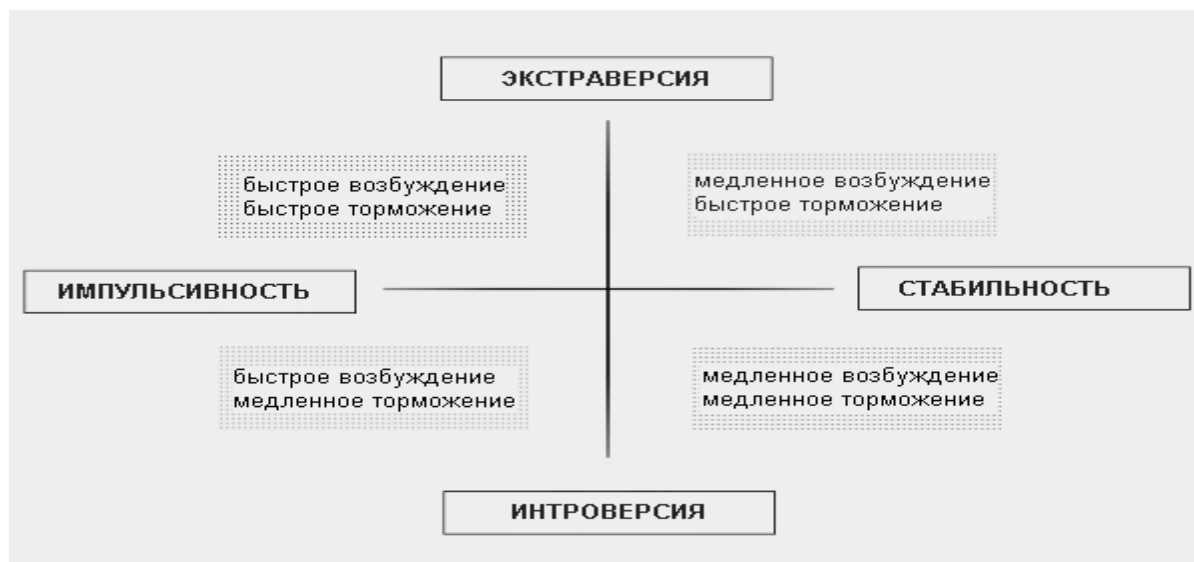 ЭКСТРАВЕРСИЯ
быстрое возбуждение
быстрое торможение
медленное возбуждение
быстрое торможение
ИМПУЛЬСИВНОСТЬ
СТАБИЛЬНОСТЬ
быстрое возбуждение
медленное торможение
медленное возбуждение
медленное торможение
ИНТРОВЕРСИЯ